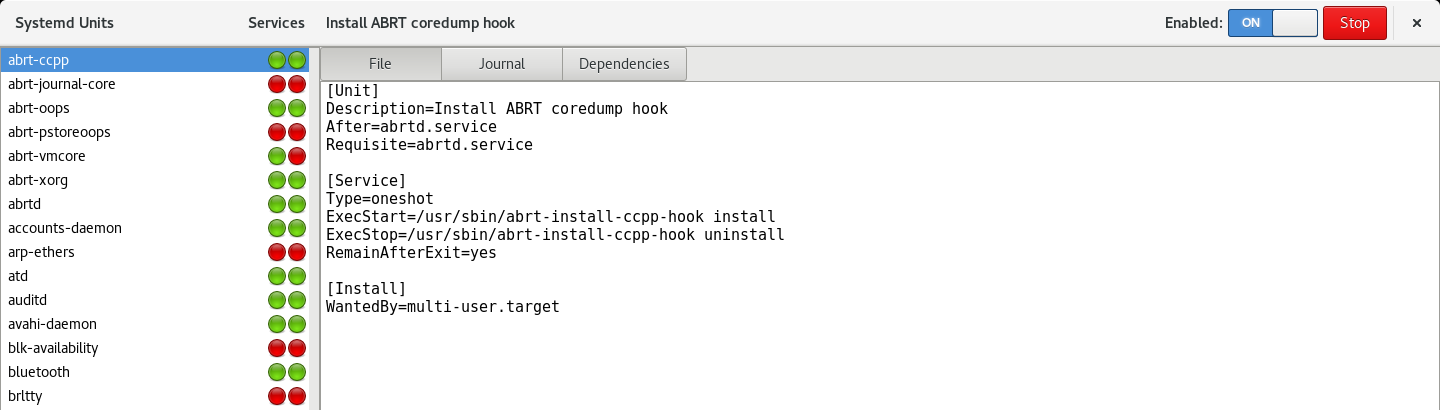 Systemd Units Services Install ABRT coredump hook Enabled: ON Stop ×
abrt-ccpp
abrt-journal-core
abrt-oops
abrt-pstoreoops
abrt-vmcore
abrt-xorg
abrtd
accounts-daemon
arp-ethers
atd
auditd
avahi-daemon
blk-availability
bluetooth
brltty
File Journal Dependencies
[Unit]
Description=Install ABRT coredump hook
After=abrtd.service
Requisite=abrtd.service
[Service]
Type=oneshot
ExecStart=/usr/sbin/abrt-install-ccpp-hook install
ExecStop=/usr/sbin/abrt-install-ccpp-hook uninstall
RemainAfterExit=yes
[Install]
WantedBy=multi-user.target